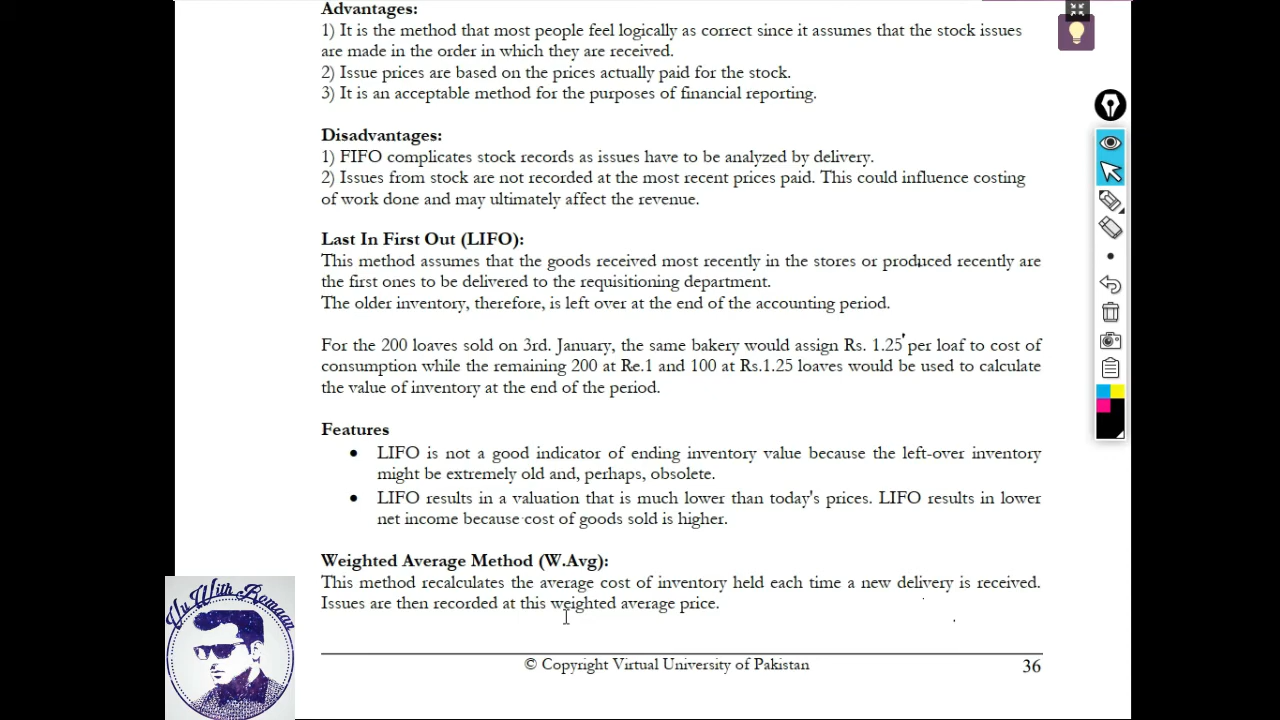 Advantages:
1) It is the method that most people feel logically as correct since it assumes that the stock issues
are made in the order in which they are received.
2) Issue prices are based on the prices actually paid for the stock.
3) It is an acceptable method for the purposes of financial reporting.
Disadvantages:
1) FIFO complicates stock records as issues have to be analyzed by delivery.
2) Issues from stock are not recorded at the most recent prices paid. This could influence costing
of work done and may ultimately affect the revenue.
Last In First Out (LIFO):
This method assumes that the goods received most recently in the stores or produced recently are
the first ones to be delivered to the requisitioning department.
The older inventory, therefore, is left over at the end of the accounting period.
For the 200 loaves sold on 3rd. January, the same bakery would assign Rs. 1.25 per loaf to cost of
consumption while the remaining 200 at Re.1 and 100 at Rs.1.25 loaves would be used to calculate
the value of inventory at the end of the period.
Features
• LIFO is not a good indicator of ending inventory value because the left-over inventory
might be extremely old and, perhaps, obsolete.
• LIFO results in a valuation that is much lower than today's prices. LIFO results in lower
net income because cost of goods sold is higher.
Weighted Average Method (W.Avg):
This method recalculates the average cost of inventory held each time a new delivery is received.
Issues are then recorded at this weighted average price.
© Copyright Virtual University of Pakistan
36
Vu With Romaan